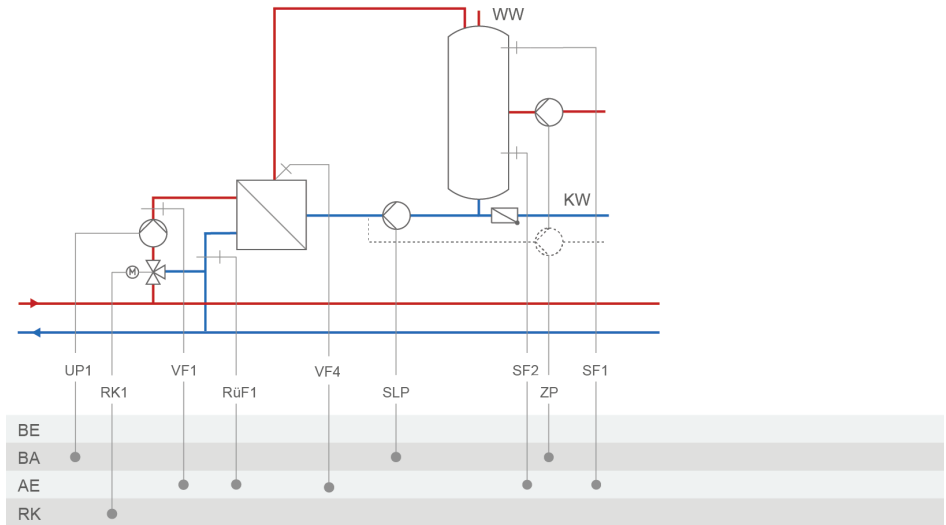 WW
KW
M
UP1 VF1 VF4 SF2 SF1
RK1 RüF1 SLP ZP
BE
BA
AE
RK